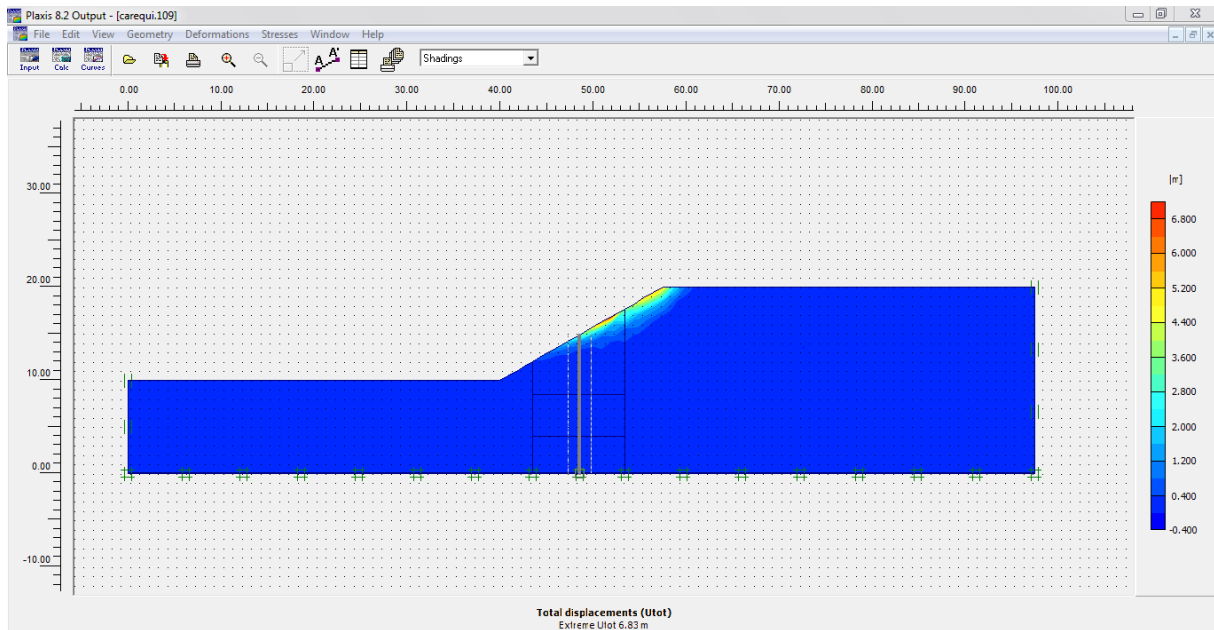 Plaxis 8.2 Output - [carequi.109]
File Edit View Geometry Deformations Stresses Window Help
Input Calc Curves A A' Shadings
0.00 10.00 20.00 30.00 40.00 50.00 60.00 70.00 80.00 90.00 100.00
30.00
20.00
10.00
0.00
-10.00
[m]
6.800
6.000
5.200
4.400
3.600
2.800
2.000
1.200
0.400
-0.400
Total displacements (Utot)
Extreme Utot 6.83 m